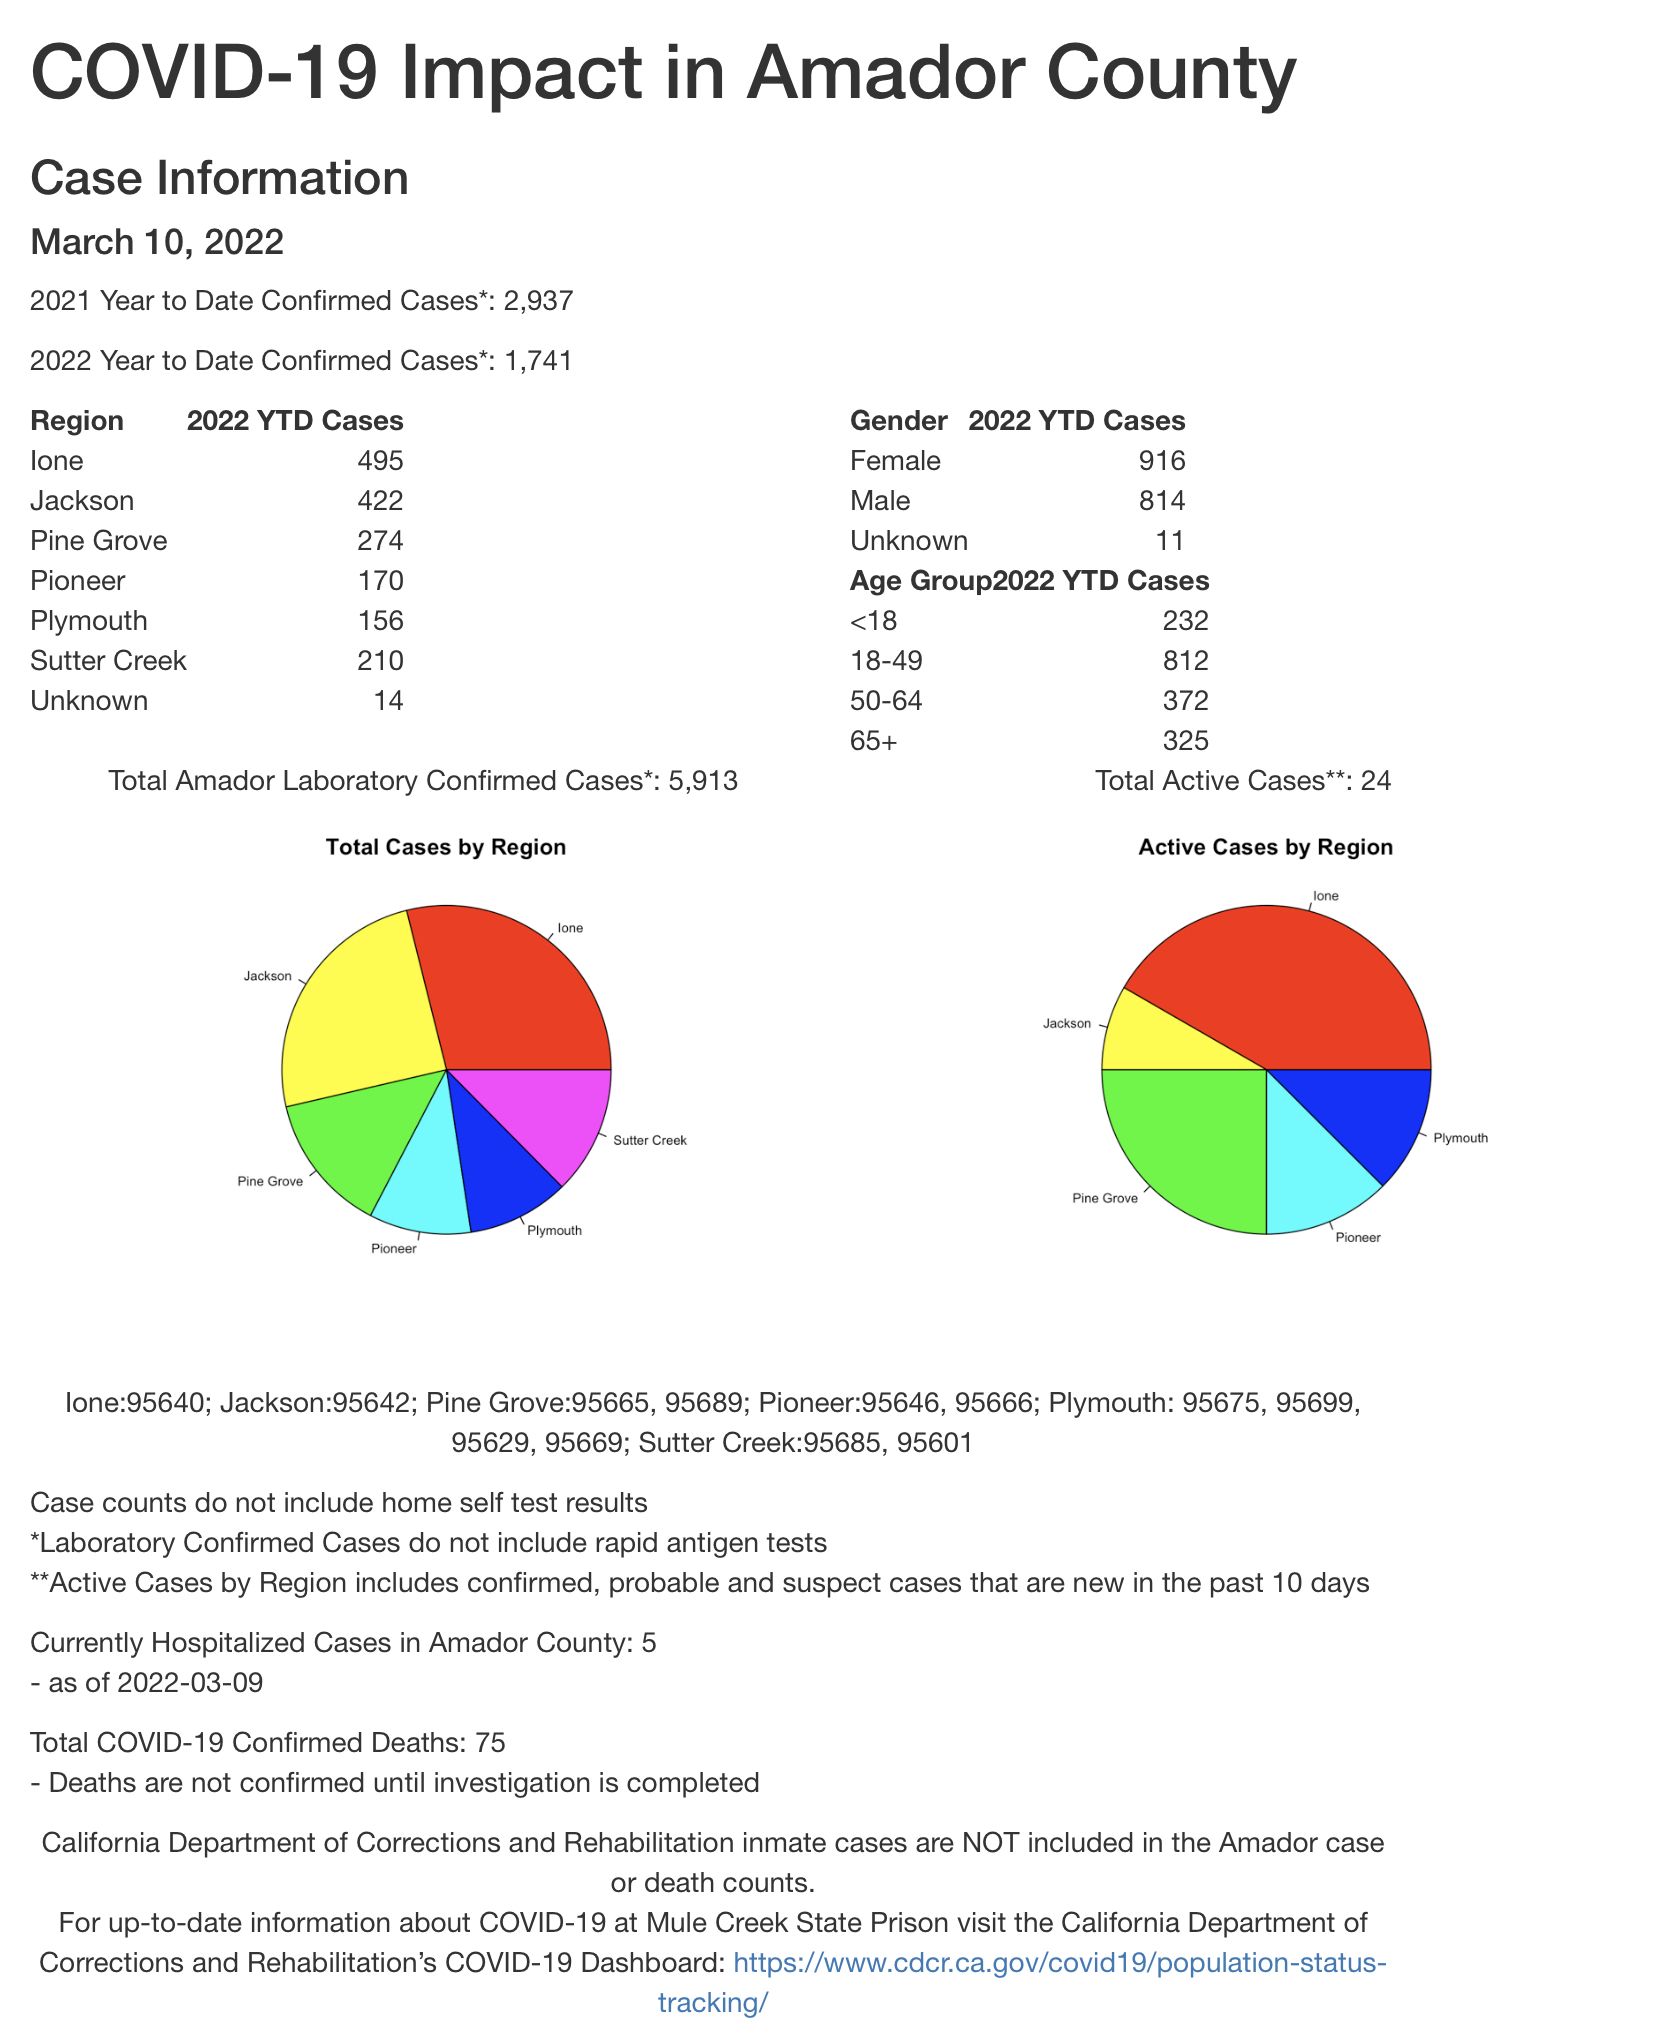 COVID-19 Impact in Amador County
Case Information
March 10, 2022
2021 Year to Date Confirmed Cases*: 2,937
2022 Year to Date Confirmed Cases*: 1,741
Region 2022 YTD Cases
Ione 495
Jackson 422
Pine Grove 274
Pioneer 170
Plymouth 156
Sutter Creek 210
Unknown 14
Gender 2022 YTD Cases
Female 916
Male 814
Unknown 11
Age Group2022 YTD Cases
<18 232
18-49 812
50-64 372
65+ 325
Total Amador Laboratory Confirmed Cases*: 5,913
Total Active Cases**: 24
Total Cases by Region
Ione
Jackson
Pine Grove
Pioneer
Plymouth
Sutter Creek
Active Cases by Region
Ione
Jackson
Pine Grove
Pioneer
Plymouth
Ione:95640; Jackson:95642; Pine Grove:95665, 95689; Pioneer:95646, 95666; Plymouth: 95675, 95699,
95629, 95669; Sutter Creek:95685, 95601
Case counts do not include home self test results
*Laboratory Confirmed Cases do not include rapid antigen tests
**Active Cases by Region includes confirmed, probable and suspect cases that are new in the past 10 days
Currently Hospitalized Cases in Amador County: 5
- as of 2022-03-09
Total COVID-19 Confirmed Deaths: 75
- Deaths are not confirmed until investigation is completed
California Department of Corrections and Rehabilitation inmate cases are NOT included in the Amador case
or death counts.
For up-to-date information about COVID-19 at Mule Creek State Prison visit the California Department of
Corrections and Rehabilitation’s COVID-19 Dashboard: https://www.cdcr.ca.gov/covid19/population-status-
tracking/